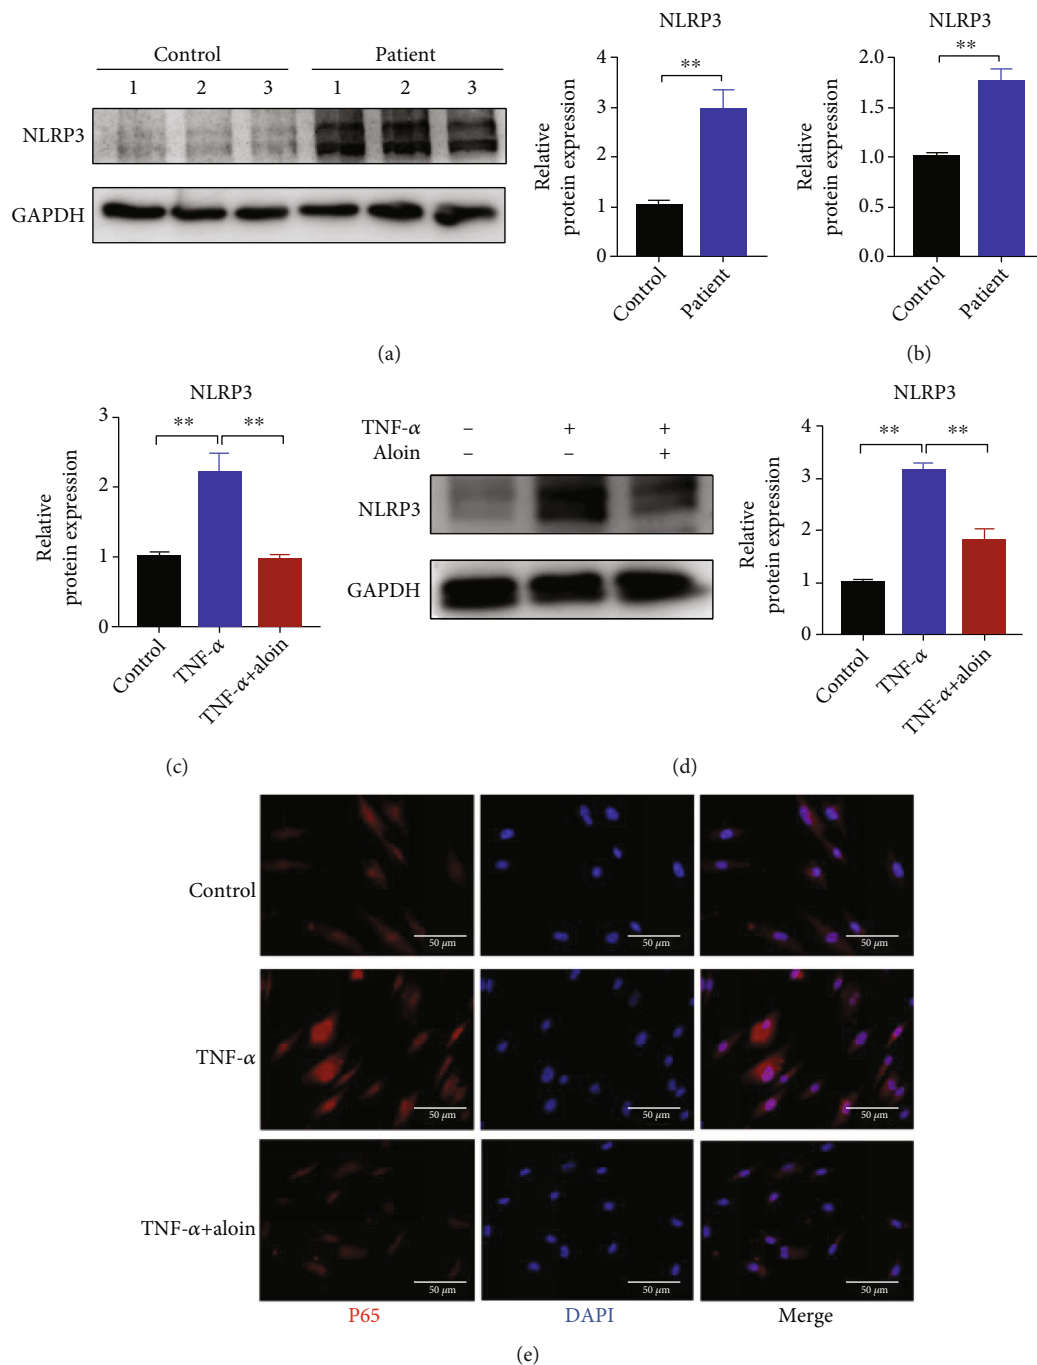 Control Patient
1 2 3 1 2 3
NLRP3
GAPDH
NLRP3
Relative
protein expression
4
3
2
1
0
**
Control
Patient
(a)
NLRP3
Relative
protein expression
2.0
1.5
1.0
0.5
0.0
**
Control
Patient
(b)
NLRP3
Relative
protein expression
3
2
1
0
** **
Control
TNF-α
TNF-α+aloin
(c)
TNF-α – + +
Aloin – – +
NLRP3
GAPDH
NLRP3
Relative
protein expression
4
3
2
1
0
** **
Control
TNF-α
TNF-α+aloin
(d)
Control
50 μm 50 μm 50 μm
TNF-α
50 μm 50 μm 50 μm
TNF-α+aloin
50 μm 50 μm 50 μm
P65 DAPI Merge
(e)